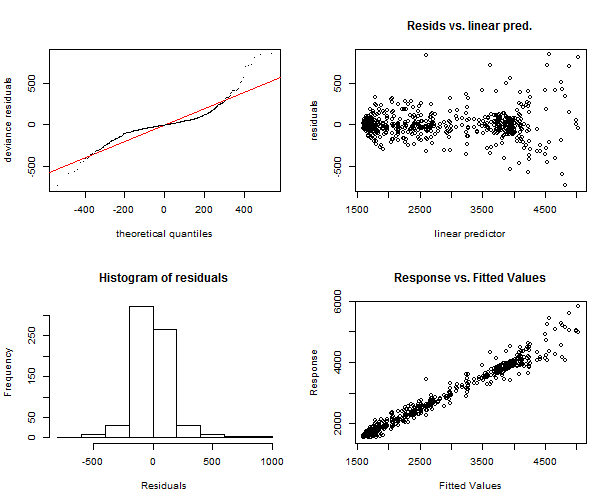 Resids vs. linear pred.
deviance residuals
-500 0 500
-400 -200 0 200 400
theoretical quantiles
residuals
-500 0 500
1500 2500 3500 4500
linear predictor
Histogram of residuals
Frequency
0 50 150 250
-500 0 500 1000
Residuals
Response vs. Fitted Values
Response
2000 4000 6000
1500 2500 3500 4500
Fitted Values